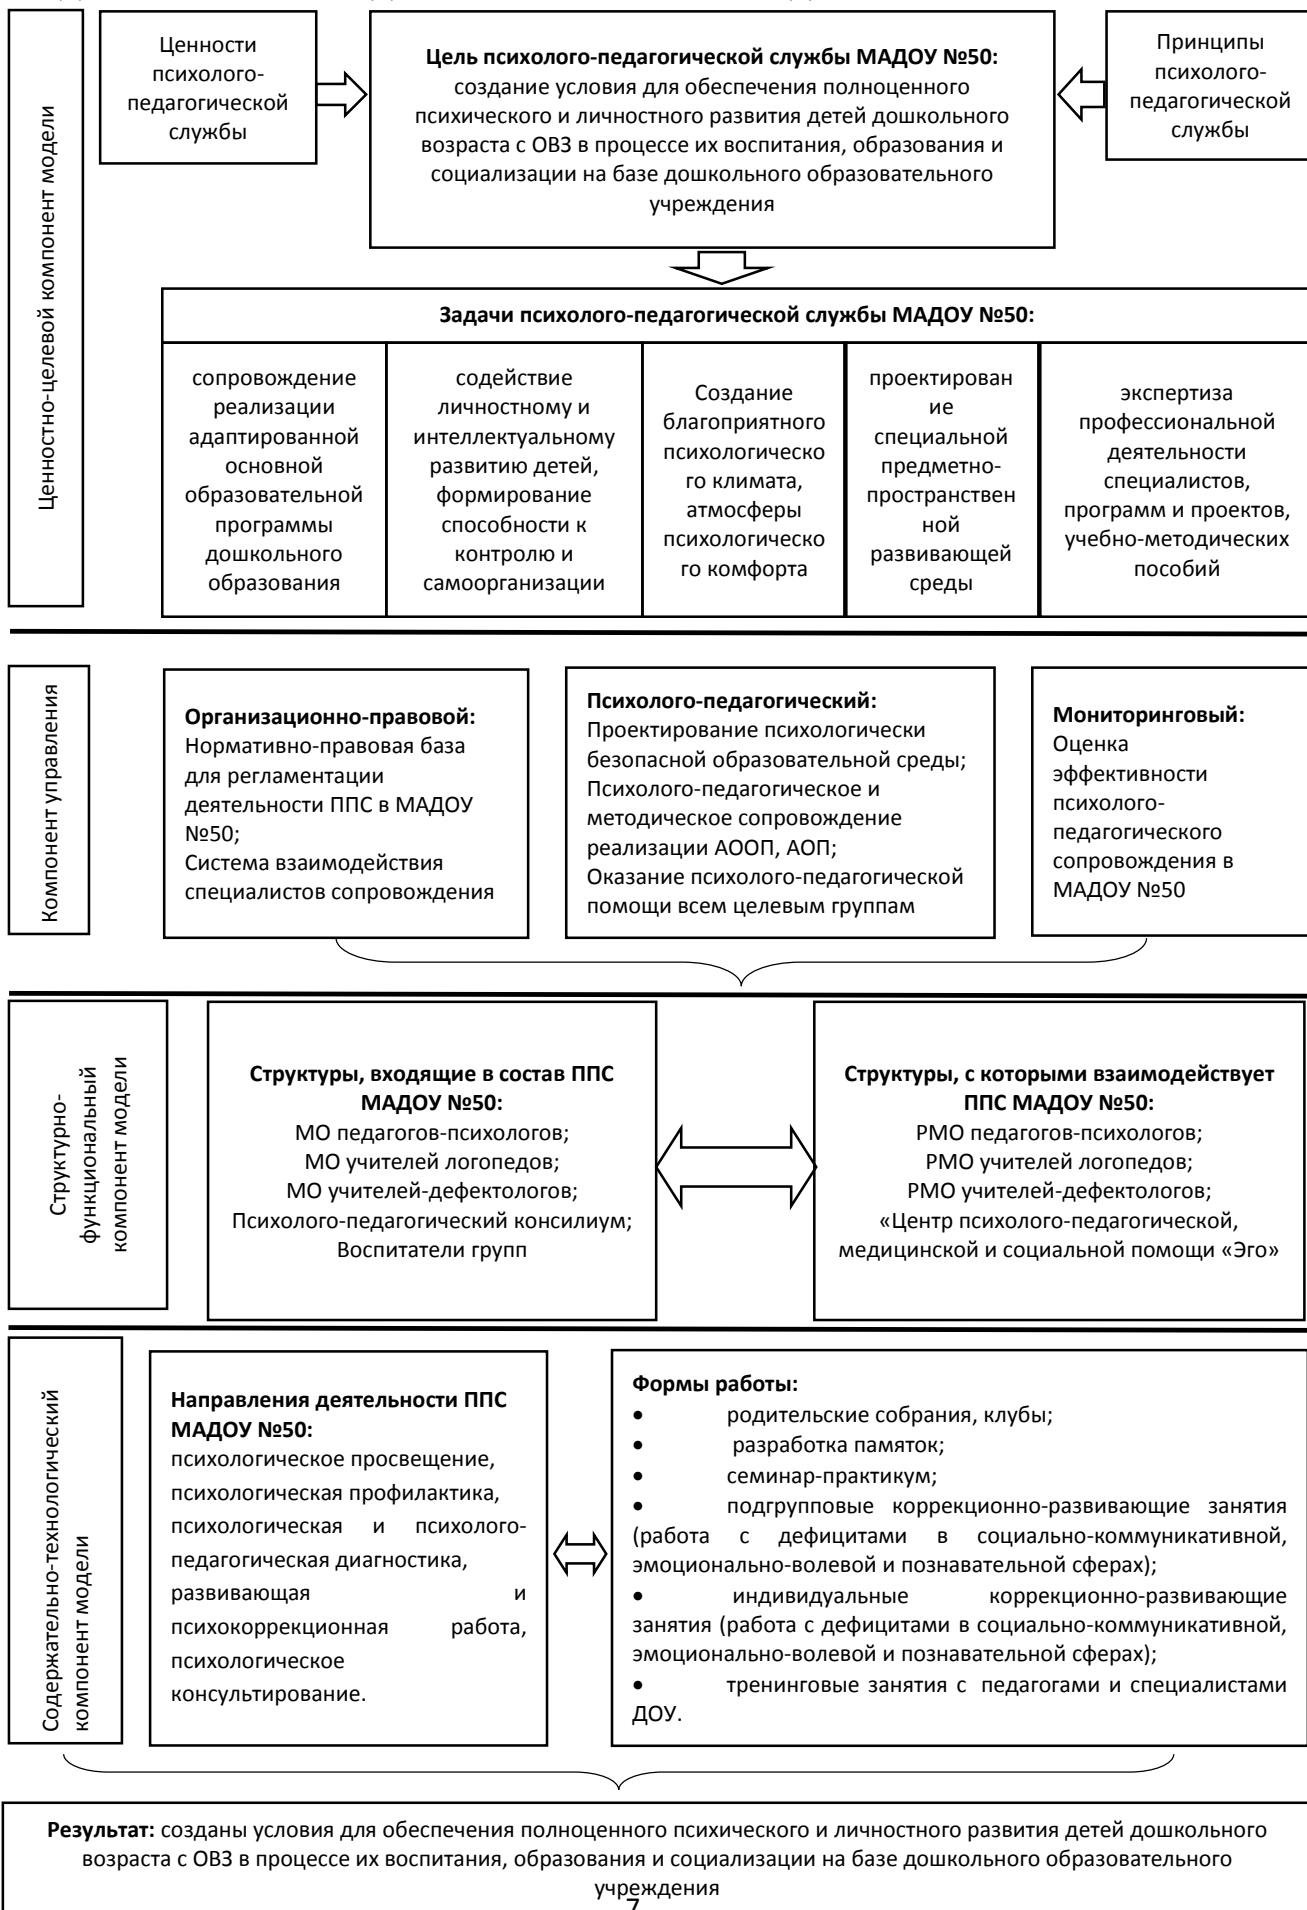 Ценностно-целевой компонент модели
Ценности
психолого-
педагогической
службы
Цель психолого-педагогической службы МАДОУ №50:
создание условия для обеспечения полноценного
психического и личностного развития детей дошкольного
возраста с ОВЗ в процессе их воспитания, образования и
социализации на базе дошкольного образовательного
учреждения
Принципы
психолого-
педагогической
службы
Задачи психолого-педагогической службы МАДОУ №50:
сопровождение
реализации
адаптированной
основной
образовательной
программы
дошкольного
образования
содействие
личностному и
интеллектуальному
развитию детей,
формирование
способности к
контролю и
самоорганизации
Создание
благоприятного
психологическо
го климата,
атмосферы
психологическо
го комфорта
проектирован
ие
специальной
предметно-
пространствен
ной
развивающей
среды
экспертиза
профессиональной
деятельности
специалистов,
программ и проектов,
учебно-методических
пособий
Компонент управления
Организационно-правовой:
Нормативно-правовая база
для регламентации
деятельности ППС в МАДОУ
№50;
Система взаимодействия
специалистов сопровождения
Психолого-педагогический:
Проектирование психологически
безопасной образовательной среды;
Психолого-педагогическое и
методическое сопровождение
реализации АООП, АОП;
Оказание психолого-педагогической
помощи всем целевым группам
Мониторинговый:
Оценка
эффективности
психолого-
педагогического
сопровождения в
МАДОУ №50
Структурно-
функциональный
компонент модели
Структуры, входящие в состав ППС
МАДОУ №50:
МО педагогов-психологов;
МО учителей логопедов;
МО учителей-дефектологов;
Психолого-педагогический консилиум;
Воспитатели групп
Структуры, с которыми взаимодействует
ППС МАДОУ №50:
РМО педагогов-психологов;
РМО учителей логопедов;
РМО учителей-дефектологов;
«Центр психолого-педагогической,
медицинской и социальной помощи «Эго»
Содержательно-технологический
компонент модели
Направления деятельности ППС
МАДОУ №50:
психологическое просвещение,
психологическая профилактика,
психологическая и психолого-
педагогическая диагностика,
развивающая и
психокоррекционная работа,
психологическое
консультирование.
Формы работы:
• родительские собрания, клубы;
• разработка памяток;
• семинар-практикум;
• подгрупповые коррекционно-развивающие занятия
(работа с дефицитами в социально-коммуникативной,
эмоционально-волевой и познавательной сферах);
• индивидуальные коррекционно-развивающие
занятия (работа с дефицитами в социально-коммуникативной,
эмоционально-волевой и познавательной сферах);
• тренинговые занятия с педагогами и специалистами
ДОУ.
Результат: созданы условия для обеспечения полноценного психического и личностного развития детей дошкольного
возраста с ОВЗ в процессе их воспитания, образования и социализации на базе дошкольного образовательного
учреждения
7